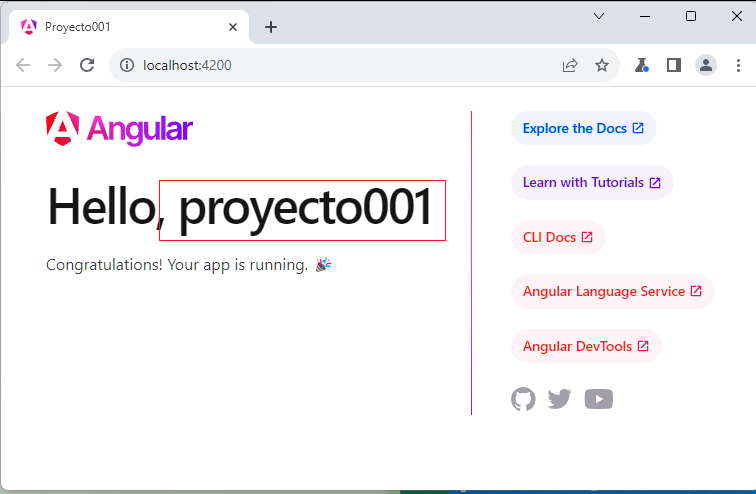 Proyecto001
localhost:4200
Angular
Hello, proyecto001
Congratulations! Your app is running. 🎉
Explore the Docs
Learn with Tutorials
CLI Docs
Angular Language Service
Angular DevTools